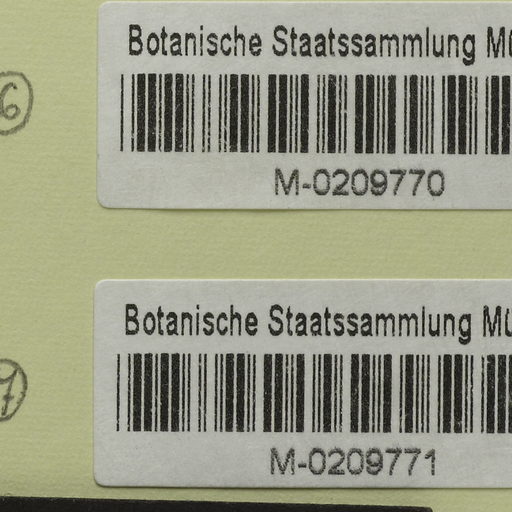 6
Botanische Staatssammlung Mü
M-0209770
7
Botanische Staatssammlung Mü
M-0209771